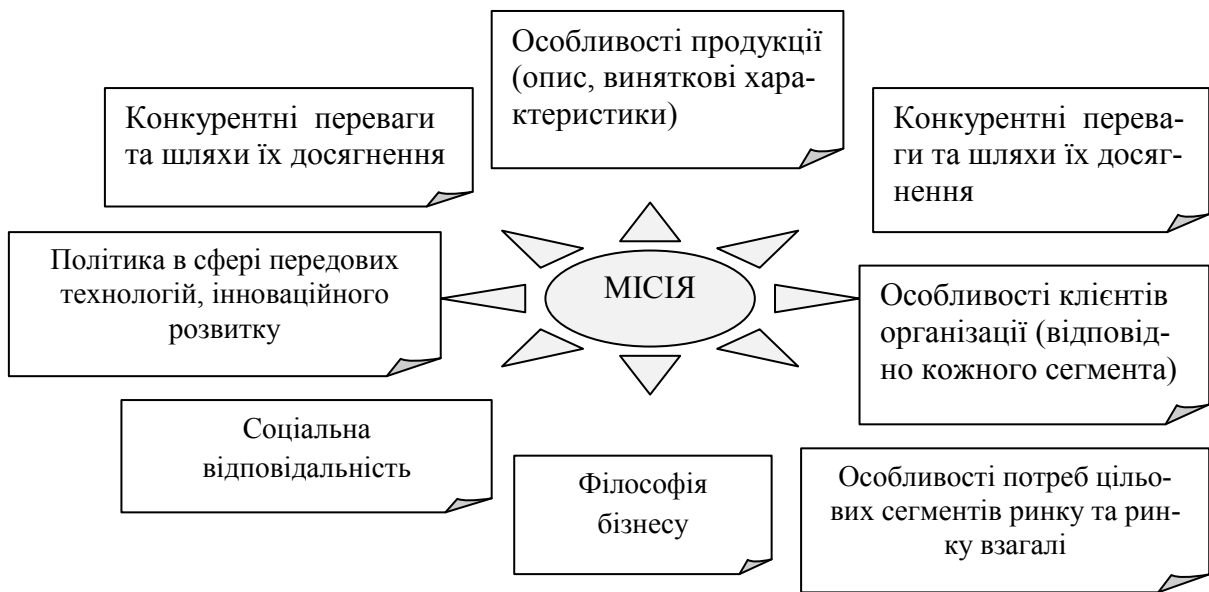 Особливості продукції
(опис, виняткові хара-
ктеристики)
Конкурентні переваги
та шляхи їх досягнення
Конкурентні перева-
ги та шляхи їх досяг-
нення
Політика в сфері передових
технологій, інноваційного
розвитку
МІСІЯ
Особливості клієнтів
організації (відповід-
но кожного сегмента)
Соціальна
відповідальність
Філософія
бізнесу
Особливості потреб цільо-
вих сегментів ринку та рин-
ку взагалі